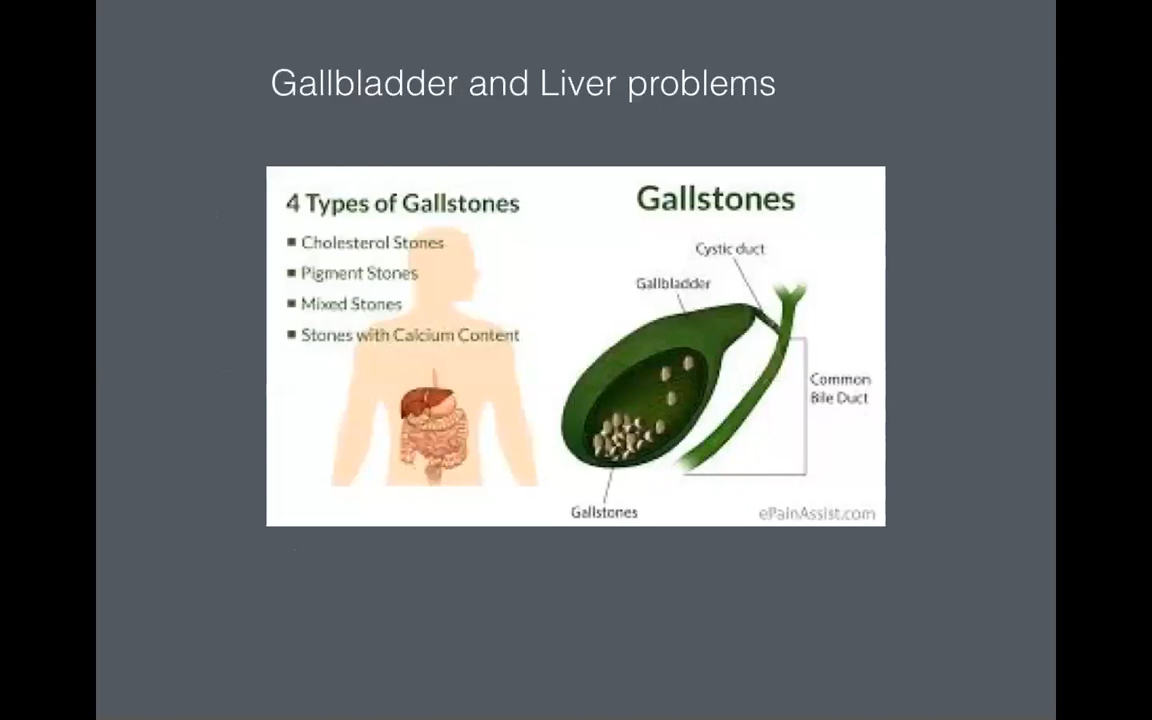 Gallbladder and Liver problems
4 Types of Gallstones
■ Cholesterol Stones
■ Pigment Stones
■ Mixed Stones
■ Stones with Calcium Content
Gallstones
Cystic duct
Gallbladder
Common
Bile Duct
Gallstones
ePainAssist.com